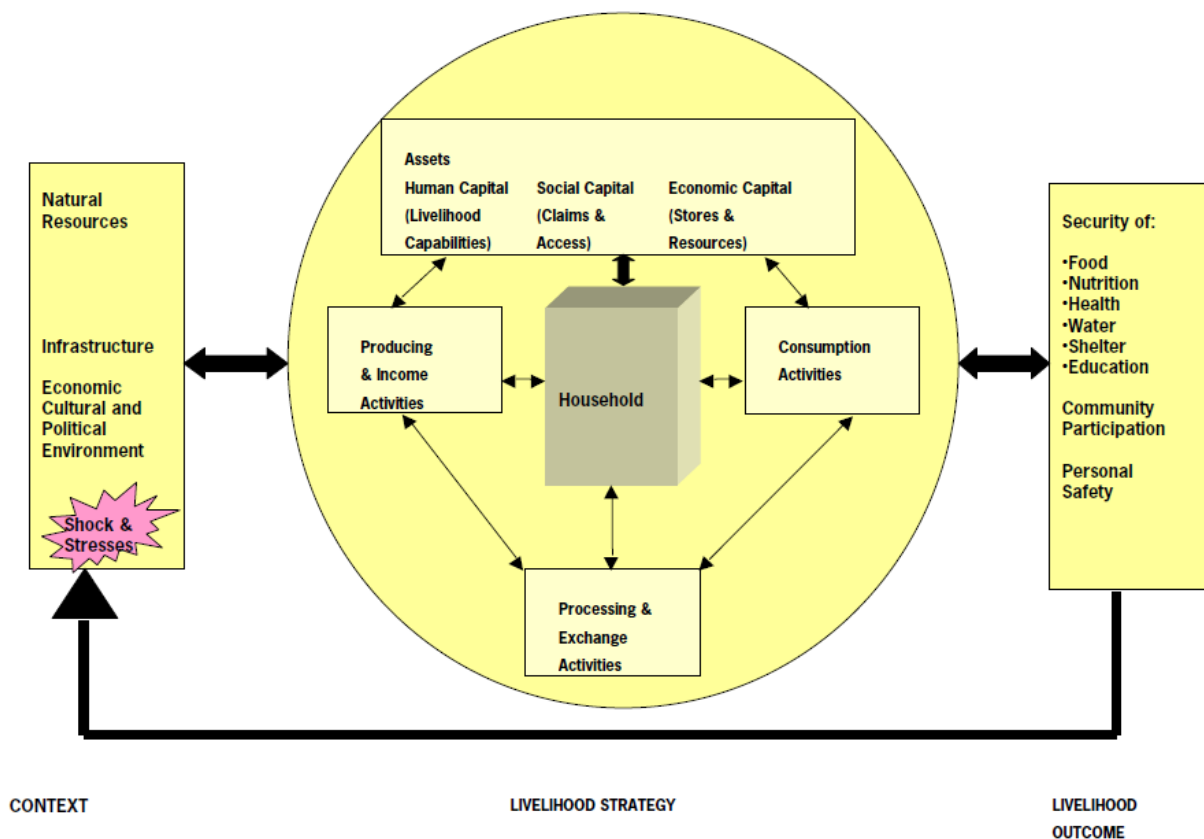 Natural
Resources
Infrastructure
Economic
Cultural and
Political
Environment
Shock &
Stresses
Assets
Human Capital
(Livelihood
Capabilities)
Social Capital
(Claims &
Access)
Economic Capital
(Stores &
Resources)
Producing
& Income
Activities
Household
Consumption
Activities
Processing &
Exchange
Activities
Security of:
•Food
•Nutrition
•Health
•Water
•Shelter
•Education
Community
Participation
Personal
Safety
CONTEXT
LIVELIHOOD STRATEGY
LIVELIHOOD
OUTCOME